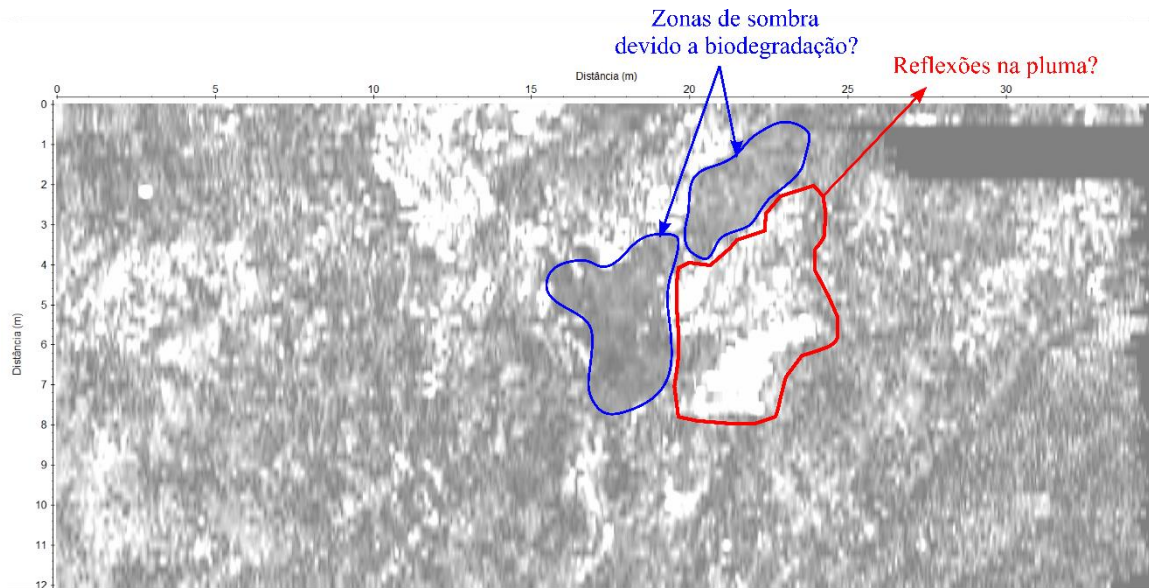 Zonas de sombra
devido a biodegradação?
Reflexões na pluma?
Distância (m)
0 5 10 15 20 25 30
Distância (m)
0
1
2
3
4
5
6
7
8
9
10
11
12